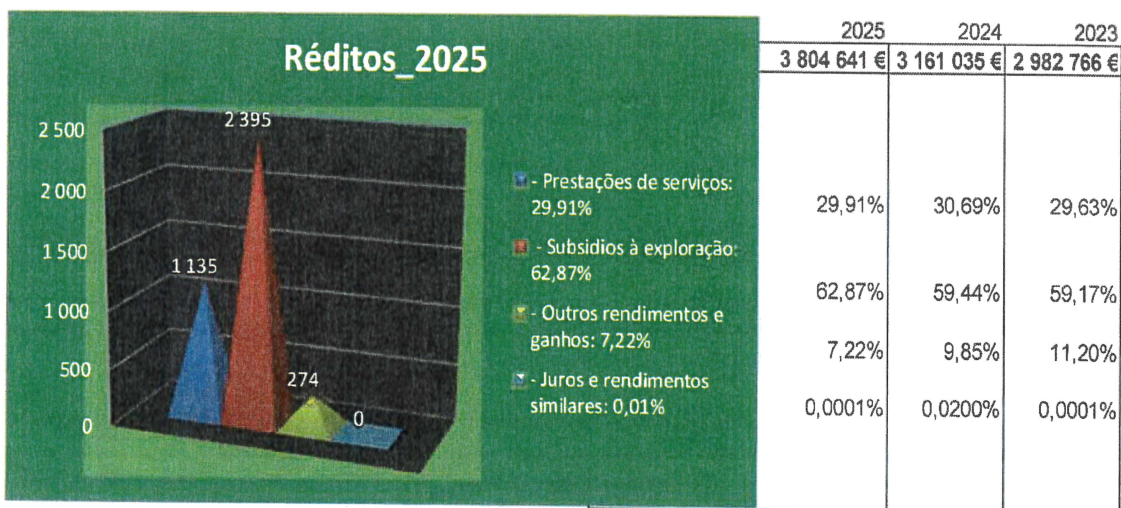 Réditos_2025
2 500
2 000
1 500
1 000
500
0
1 135
2 395
274
0
- Prestações de serviços:
29,91%
- Subsidios à exploração:
62,87%
- Outros rendimentos e
ganhos: 7,22%
- Juros e rendimentos
similares: 0,01%
2025 2024 2023
3 804 641 € 3 161 035 € 2 982 766 €
29,91% 30,69% 29,63%
62,87% 59,44% 59,17%
7,22% 9,85% 11,20%
0,0001% 0,0200% 0,0001%